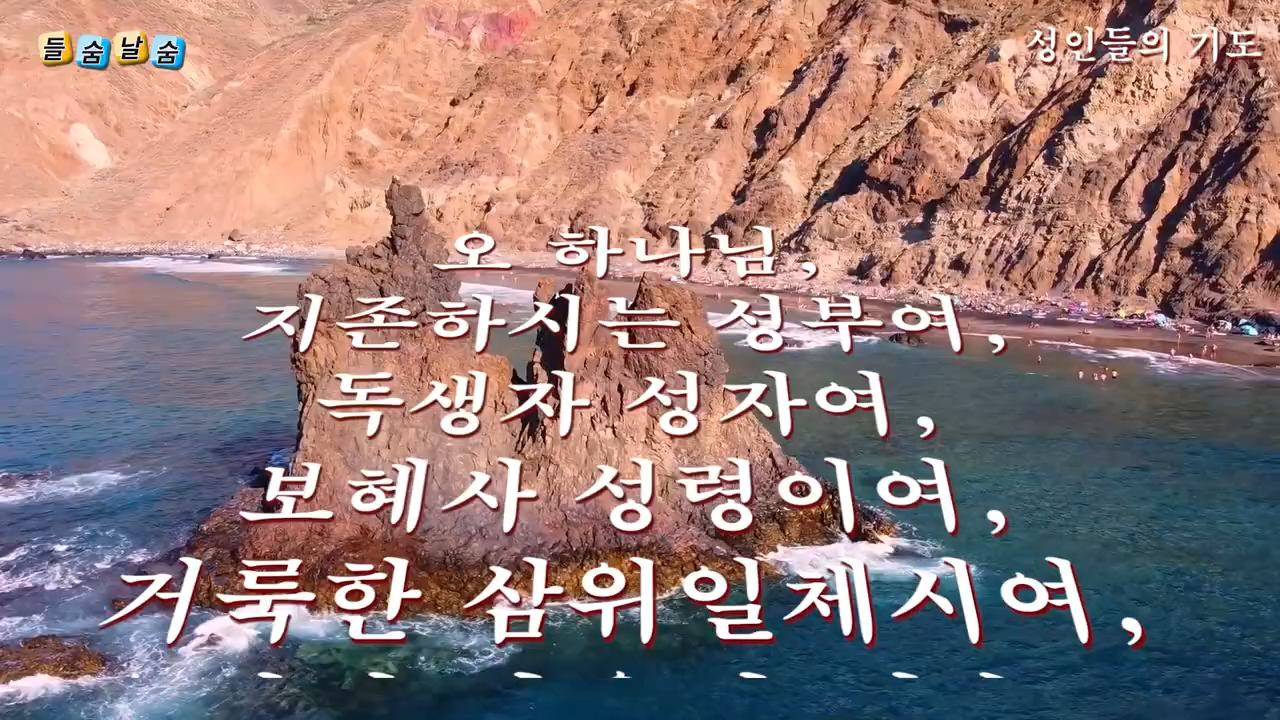 들숨날숨
성인들의 기도
오 하나님,
지존하시는 성부여,
독생자 성자여,
보혜사 성령이여,
거룩한 삼위일체시여,